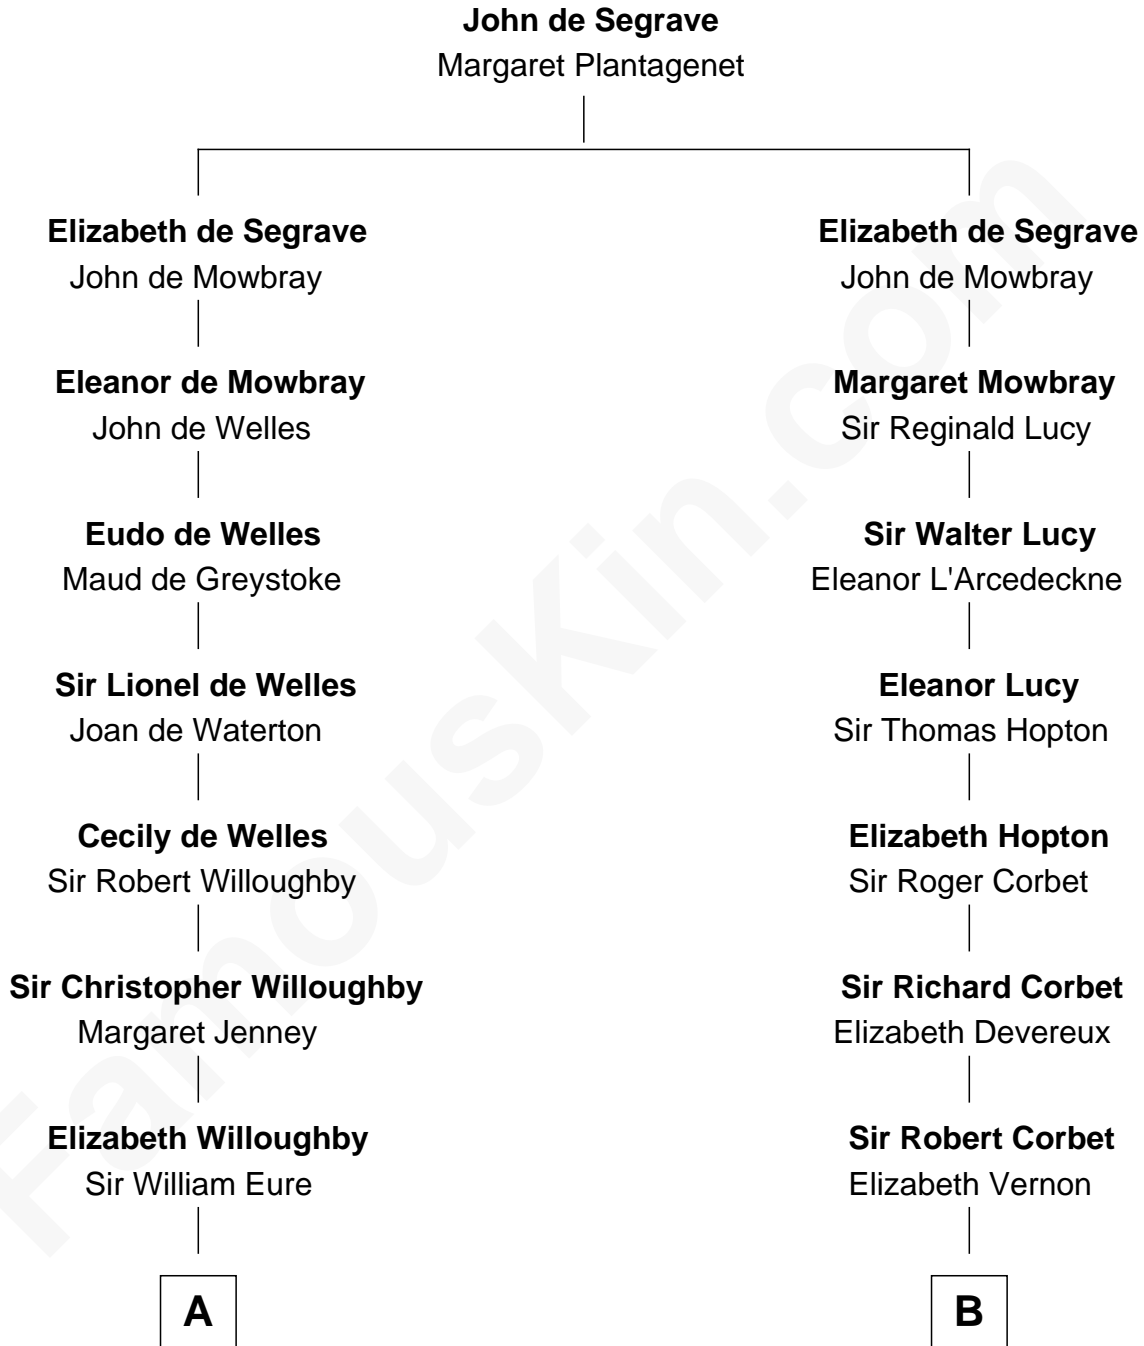 John de Segrave
Margaret Plantagenet
Elizabeth de Segrave
John de Mowbray
Eleanor de Mowbray
John de Welles
Eudo de Welles
Maud de Greystoke
Sir Lionel de Welles
Joan de Waterton
Cecily de Welles
Sir Robert Willoughby
Sir Christopher Willoughby
Margaret Jenney
Elizabeth Willoughby
Sir William Eure
A
Elizabeth de Segrave
John de Mowbray
Margaret Mowbray
Sir Reginald Lucy
Sir Walter Lucy
Eleanor L'Arcedeckne
Eleanor Lucy
Sir Thomas Hopton
Elizabeth Hopton
Sir Roger Corbet
Sir Richard Corbet
Elizabeth Devereux
Sir Robert Corbet
Elizabeth Vernon
B
FamousKin.com